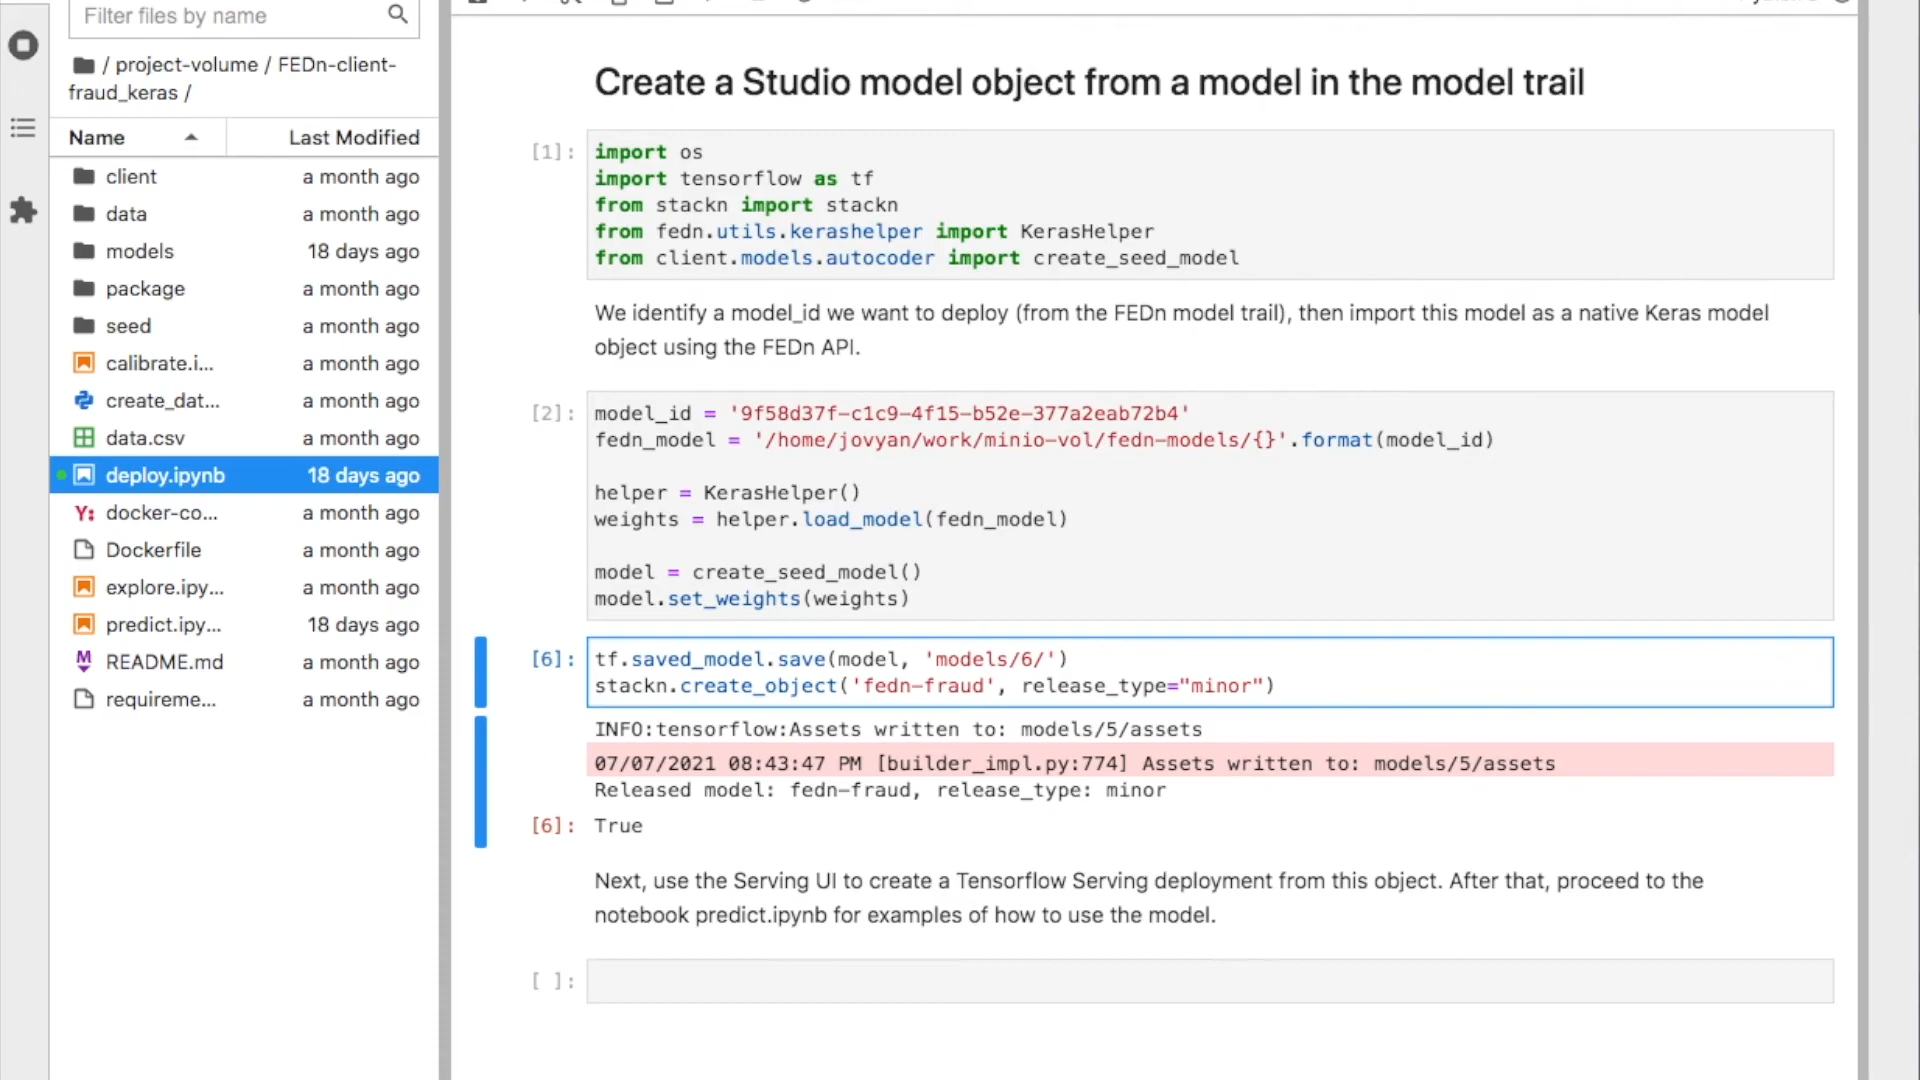 Filter files by name
/ project-volume / FEDn-client-
fraud_keras /
Name Last Modified
client a month ago
data a month ago
models 18 days ago
package a month ago
seed a month ago
calibrate.i... a month ago
create_dat... a month ago
data.csv a month ago
deploy.ipynb 18 days ago
docker-co... a month ago
Dockerfile a month ago
explore.ipy... a month ago
predict.ipy... 18 days ago
README.md a month ago
requireme... a month ago
Create a Studio model object from a model in the model trail
[1]: import os
import tensorflow as tf
from stackn import stackn
from fedn.utils.kerashelper import KerasHelper
from client.models.autocoder import create_seed_model
We identify a model_id we want to deploy (from the FEDn model trail), then import this model as a native Keras model
object using the FEDn API.
[2]: model_id = '9f58d37f-c1c9-4f15-b52e-377a2eab72b4'
fedn_model = '/home/jovyan/work/minio-vol/fedn-models/{}'.format(model_id)
helper = KerasHelper()
weights = helper.load_model(fedn_model)
model = create_seed_model()
model.set_weights(weights)
[6]: tf.saved_model.save(model, 'models/6/')
stackn.create_object('fedn-fraud', release_type="minor")
INFO:tensorflow:Assets written to: models/5/assets
07/07/2021 08:43:47 PM [builder_impl.py:774] Assets written to: models/5/assets
Released model: fedn-fraud, release_type: minor
[6]: True
Next, use the Serving UI to create a Tensorflow Serving deployment from this object. After that, proceed to the
notebook predict.ipynb for examples of how to use the model.
[ ]: